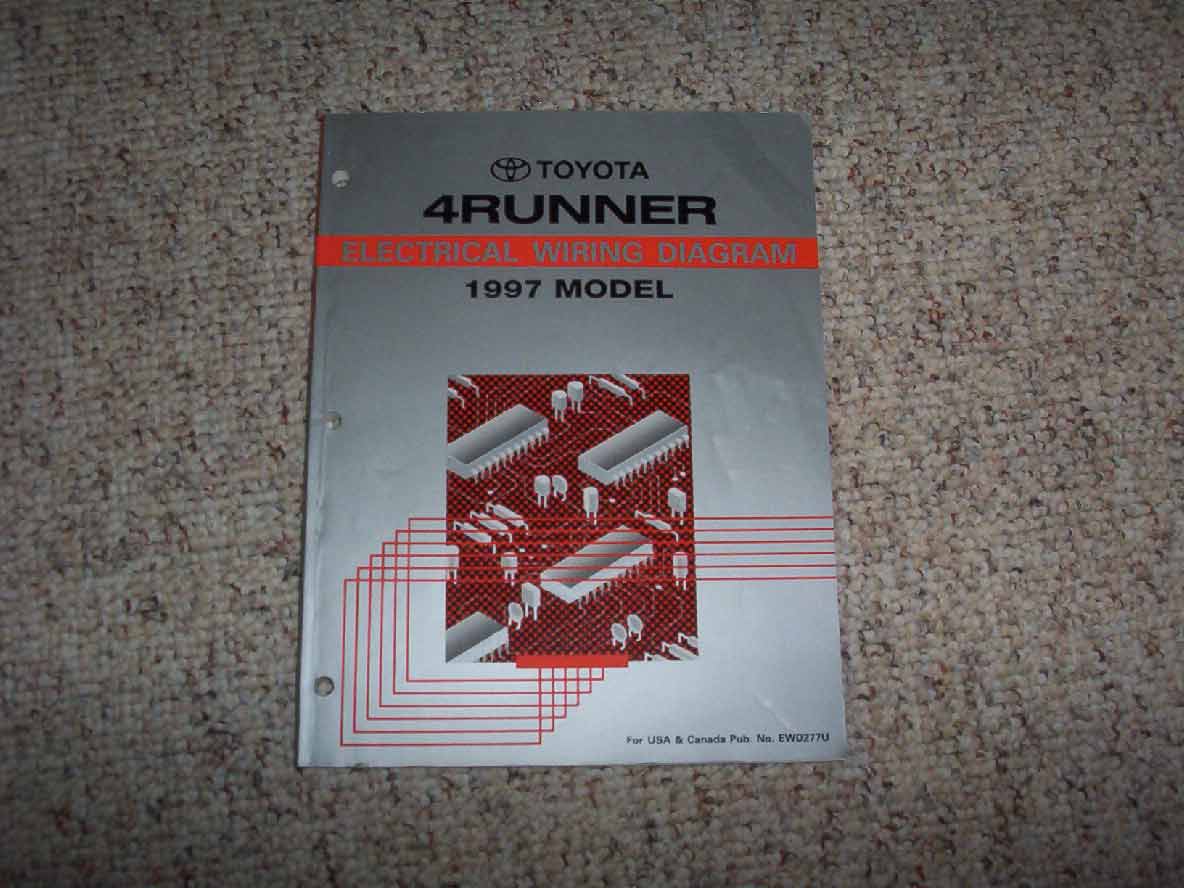 TOYOTA
4RUNNER
ELECTRICAL WIRING DIAGRAM
1997 MODEL
For USA & Canada Pub. No. EWD277U